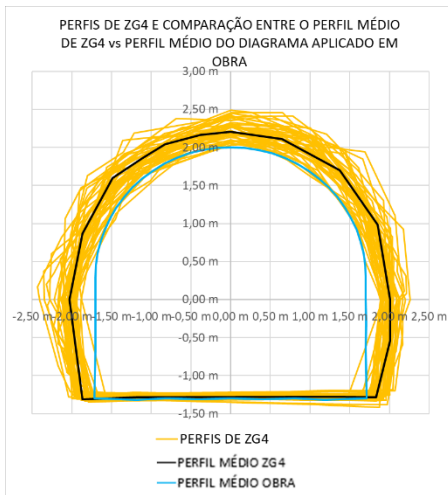 PERFIS DE ZG4 E COMPARAÇÃO ENTRE O PERFIL MÉDIO
DE ZG4 vs PERFIL MÉDIO DO DIAGRAMA APLICADO EM
OBRA
3,00 m
2,50 m
2,00 m
1,50 m
1,00 m
0,50 m
0,00 m
-2,50 m -2,00 m -1,50 m -1,00 m -0,50 m 0,00 m 0,50 m 1,00 m 1,50 m 2,00 m 2,50 m
-0,50 m
-1,00 m
-1,50 m
PERFIS DE ZG4
PERFIL MÉDIO ZG4
PERFIL MÉDIO OBRA